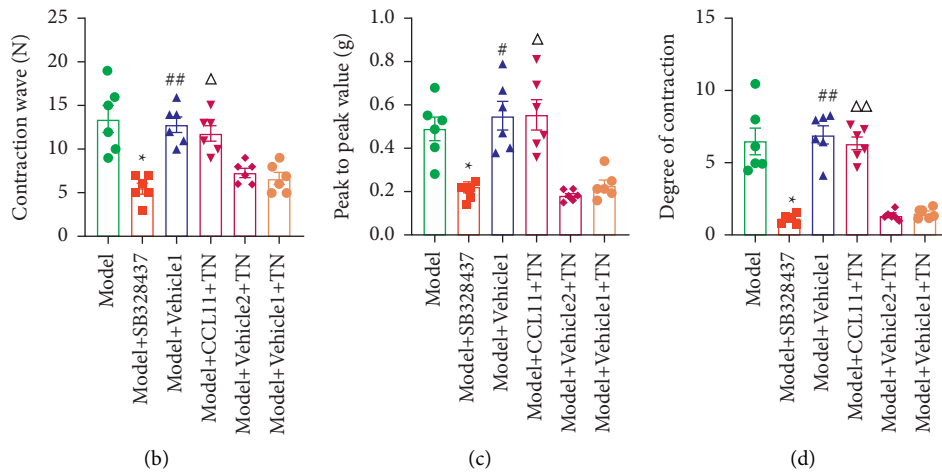 Contraction wave (N)
25
20
15
10
5
0
*
##
△
Model
Model+SB328437
Model+Vehicle1
Model+CCL11+TN
Model+Vehicle2+TN
Model+Vehicle1+TN
(b)
Peak to peak value (g)
1.0
0.8
0.6
0.4
0.2
0.0
*
#
△
Model
Model+SB328437
Model+Vehicle1
Model+CCL11+TN
Model+Vehicle2+TN
Model+Vehicle1+TN
(c)
Degree of contraction
15
10
5
0
*
##
△△
Model
Model+SB328437
Model+Vehicle1
Model+CCL11+TN
Model+Vehicle2+TN
Model+Vehicle1+TN
(d)